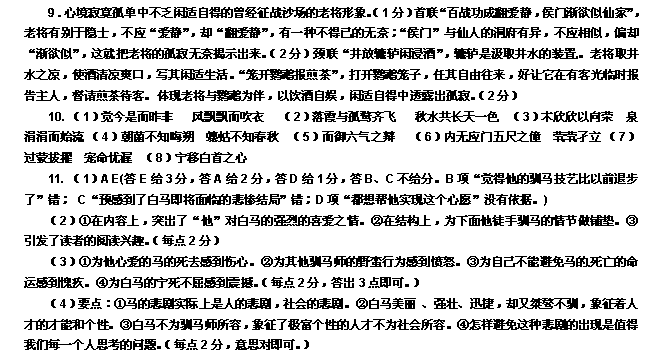 9．心境寂寞孤单中不乏闲适自得的曾经征战沙场的老将形象。（1 分）首联“百战功成翻爱静，侯门渐欲似仙家”，
老将有别于隐士，不应“爱静”，却“翻爱静”，有一种不得已的无奈；“侯门”与仙人的洞府有异，不应相似，偏却
“渐欲似”，这就把老将的孤寂无奈揭示出来。（2 分）颈联“井放辘轳闲浸酒”，辘轳是汲取井水的装置。老将取井
水之凉，使酒清凉爽口，写其闲适生活。“笼开鹦鹉报煎茶”，打开鹦鹉笼子，任其自由往来，好让它在有客光临时报
告主人，督请煎茶待客。体现老将与鹦鹉为伴，以饮酒自娱，闲适自得中透露出孤寂。（2 分）
10．（1）觉今是而昨非　风飘飘而吹衣　（2）落霞与孤鹜齐飞　秋水共长天一色　（3）木欣欣以向荣　泉
涓涓而始流（4）朝菌不知晦朔　蟪蛄不知春秋　（5）而御六气之辩　（6）内无应门五尺之僮　茕茕孑立（7）
过蒙拔擢　宠命优渥　（8）宁移白首之心
11．（1）AE(答 E 给 3 分，答 A 给 2 分，答 D 给 1 分，答 B、C 不给分。B 项“觉得他的驯马技艺比以前退步
了”错； C“预感到了白马即将面临的悲惨结局”错；D 项“都想帮他实现这个心愿”没有依据。)
（2）①在内容上，突出了“他”对白马的强烈的喜爱之情。②在结构上，为下面他徒手驯马的情节做铺垫。③
引发了读者的阅读兴趣。（每点 2 分）
（3）①为他心爱的马的死去感到伤心。②为其他驯马师的野蛮行为感到愤怒。③为自己不能避免马的死亡的命
运感到愧疚。④为白马的宁死不屈感到震撼。（每点 2 分，答出 3 点即可。）
（4）要点：①马的悲剧实际上是人的悲剧，社会的悲剧。②白马美丽 、强壮、迅捷，却又桀骜不驯，象征着人
才的才能和个性。③白马不为驯马师所容，象征了极富个性的人才不为社会所容。④怎样避免这种悲剧的出现是值得
我们每一个人思考的问题。（每点 2 分，意思对即可。）